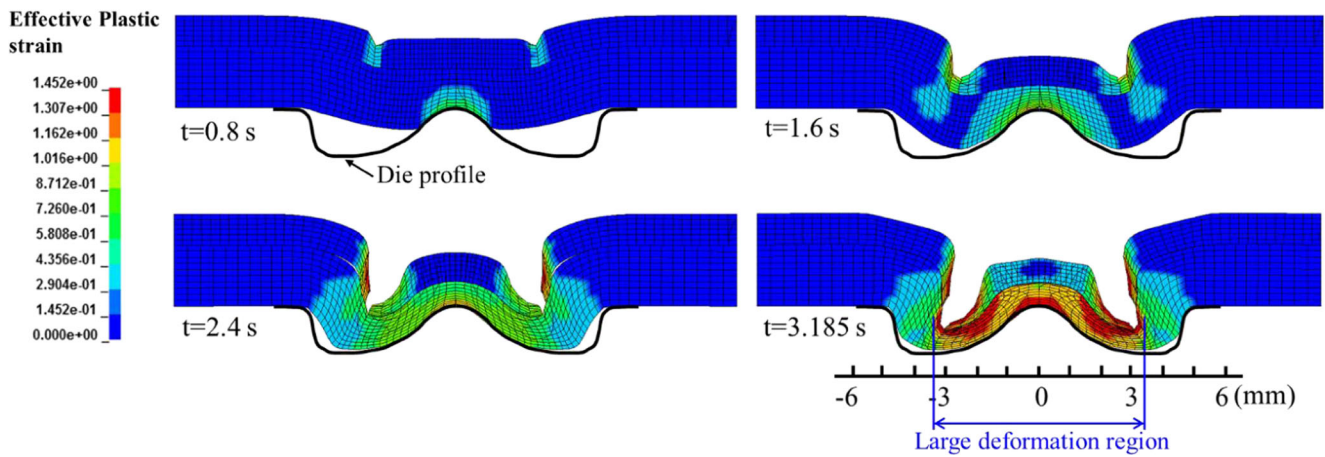 Effective Plastic
strain
1.452e+00
1.307e+00
1.162e+00
1.016e+00
8.712e-01
7.260e-01
5.808e-01
4.356e-01
2.904e-01
1.452e-01
0.000e+00
t=0.8 s
Die profile
t=1.6 s
t=2.4 s
t=3.185 s
-6 -3 0 3 6 (mm)
Large deformation region